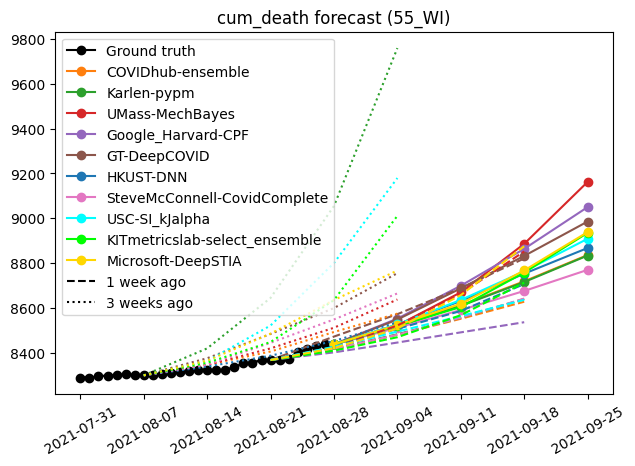 cum_death forecast (55_WI)
9800
9600
9400
9200
9000
8800
8600
8400
Ground truth
COVIDhub-ensemble
Karlen-pypm
UMass-MechBayes
Google_Harvard-CPF
GT-DeepCOVID
HKUST-DNN
SteveMcConnell-CovidComplete
USC-SI_kJalpha
KITmetricslab-select_ensemble
Microsoft-DeepSTIA
1 week ago
3 weeks ago
2021-07-31
2021-08-07
2021-08-14
2021-08-21
2021-08-28
2021-09-04
2021-09-11
2021-09-18
2021-09-25